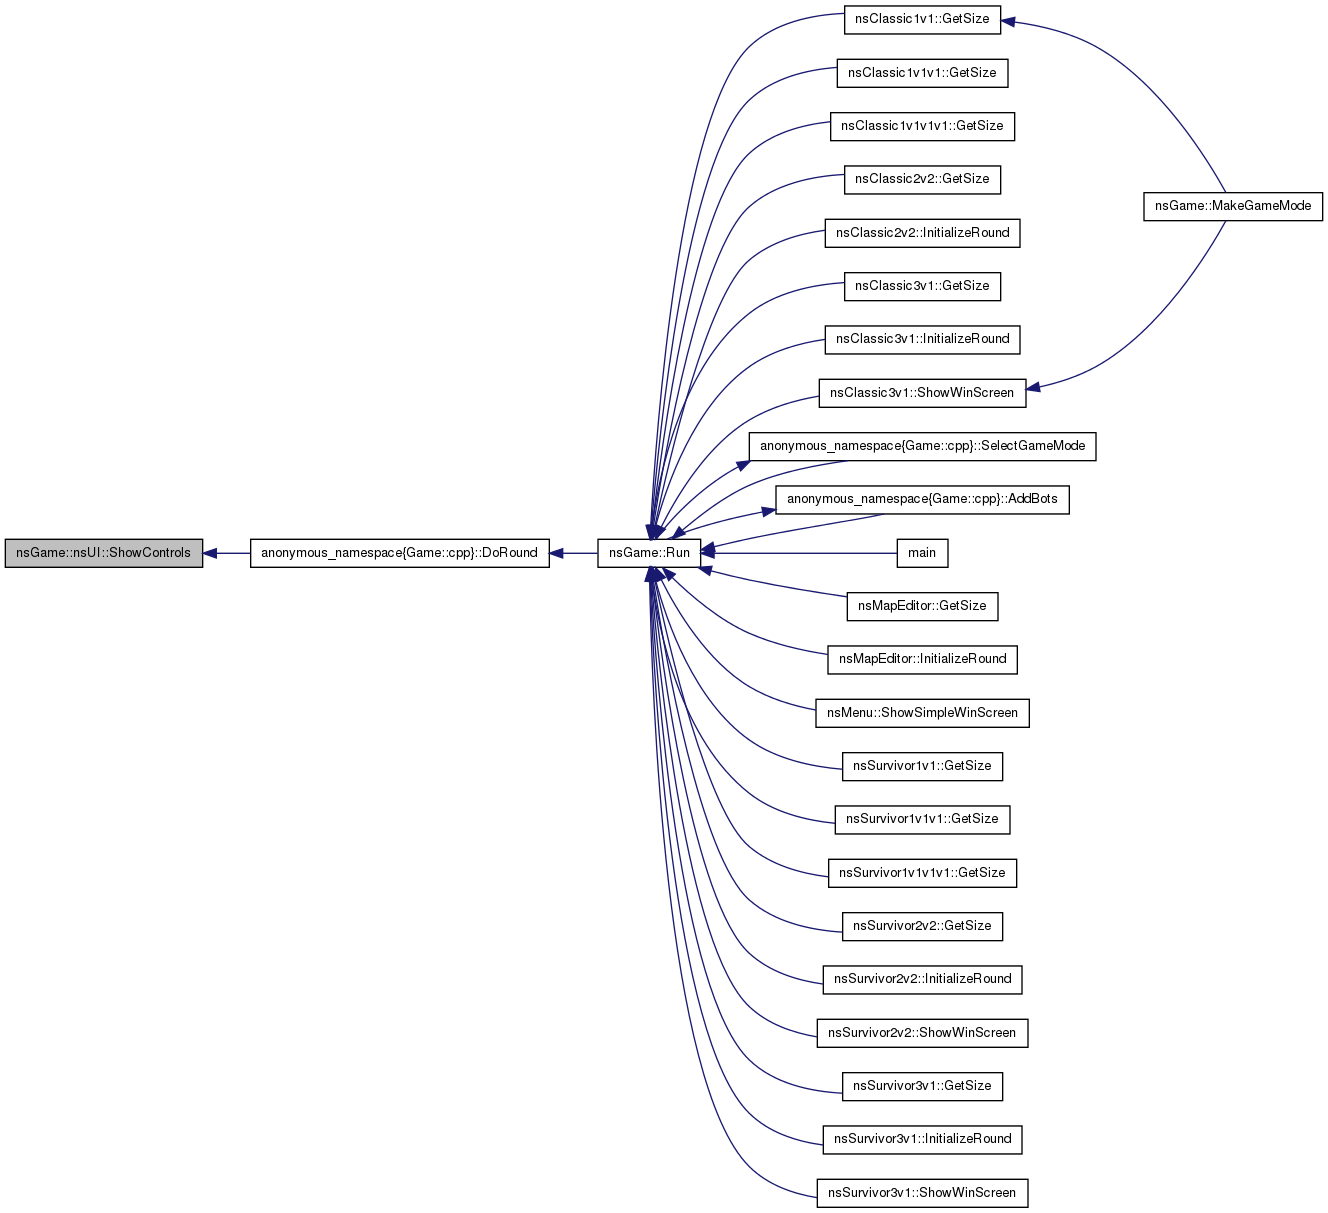 nsClassic1v1::GetSize
nsClassic1v1v1::GetSize
nsClassic1v1v1v1::GetSize
nsClassic2v2::GetSize
nsGame::MakeGameMode
nsClassic2v2::InitializeRound
nsClassic3v1::GetSize
nsClassic3v1::InitializeRound
nsClassic3v1::ShowWinScreen
anonymous_namespace{Game::cpp}::SelectGameMode
anonymous_namespace{Game::cpp}::AddBots
nsGame::nsUI::ShowControls
anonymous_namespace{Game::cpp}::DoRound
nsGame::Run
main
nsMapEditor::GetSize
nsMapEditor::InitializeRound
nsMenu::ShowSimpleWinScreen
nsSurvivor1v1::GetSize
nsSurvivor1v1v1::GetSize
nsSurvivor1v1v1v1::GetSize
nsSurvivor2v2::GetSize
nsSurvivor2v2::InitializeRound
nsSurvivor2v2::ShowWinScreen
nsSurvivor3v1::GetSize
nsSurvivor3v1::InitializeRound
nsSurvivor3v1::ShowWinScreen